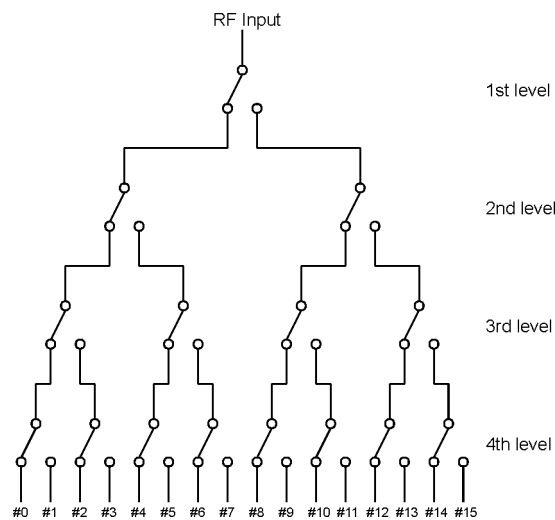 RF Input
1st level
2nd level
3rd level
4th level
#0 #1 #2 #3 #4 #5 #6 #7 #8 #9 #10 #11 #12 #13 #14 #15